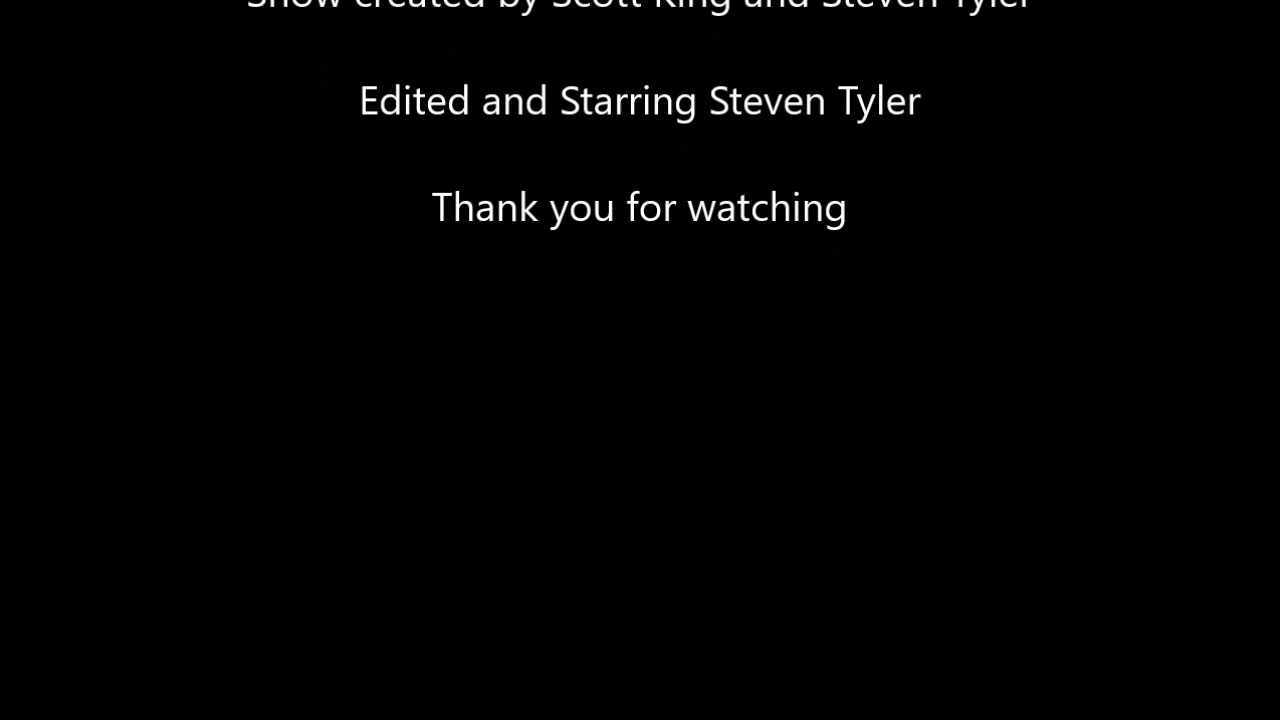 Show created by Scott King and Steven Tyler
Edited and Starring Steven Tyler
Thank you for watching